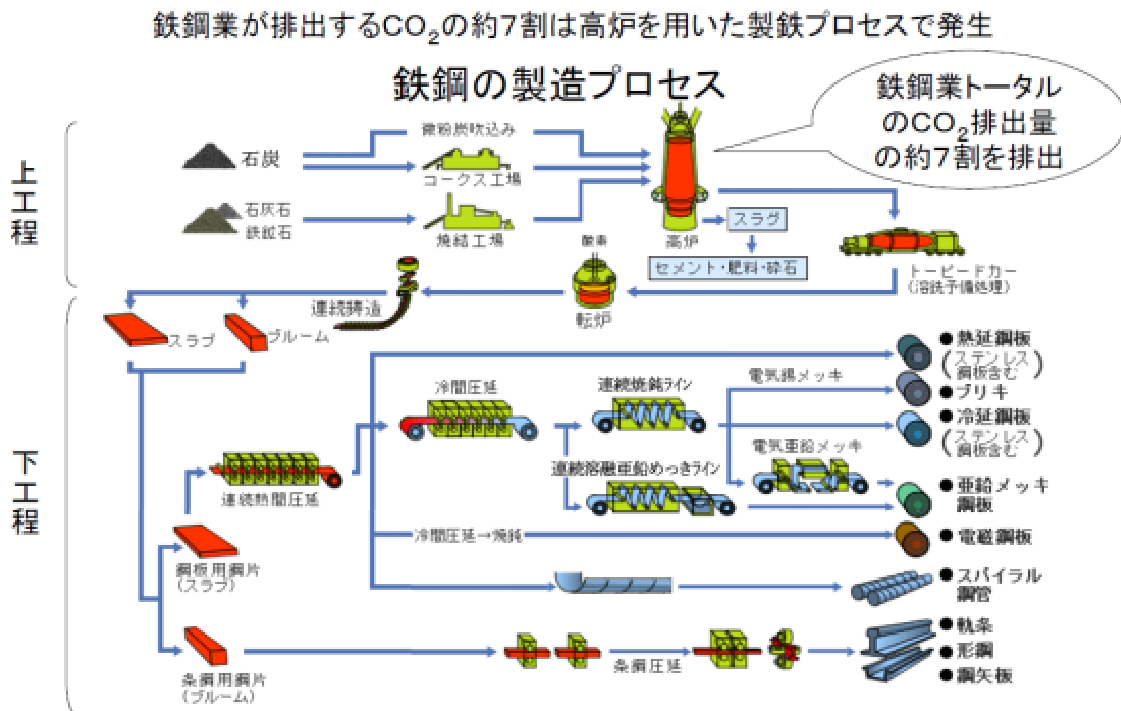 鉄鋼業が排出するCO₂の約7割は高炉を用いた製鉄プロセスで発生
鉄鋼の製造プロセス
鉄鋼業トータル
のCO₂排出量
の約7割を排出
上工程
石炭
微粉炭吹込み
コークス工場
石灰石
鉄鉱石
焼結工場
高炉
スラグ
セメント・肥料・砕石
トーピードカー
(溶銑予備処理)
酸素
転炉
連続鋳造
スラブ
ブルーム
下工程
連続熱間圧延
冷間圧延
連続焼鈍ライン
電気錫メッキ
連続溶融亜鉛めっきライン
電気亜鉛メッキ
冷間圧延→焼鈍
鋼板用鋼片
(スラブ)
条鋼用鋼片
(ブルーム)
条鋼圧延
●熱延鋼板
(ステンレス
鋼板含む)
●ブリキ
●冷延鋼板
(ステンレス
鋼板含む)
●亜鉛メッキ
鋼板
●電磁鋼板
●スパイラル
鋼管
●軌条
●形鋼
●鋼矢板